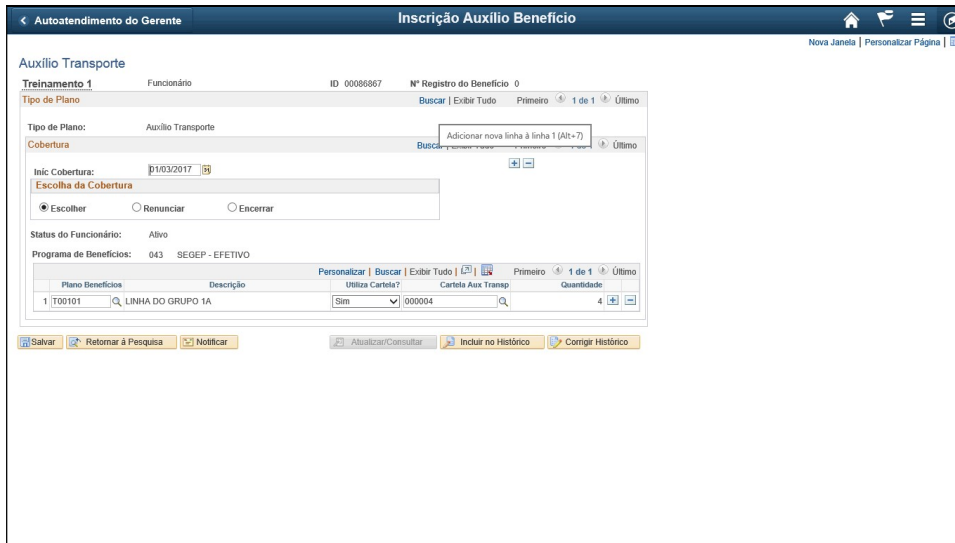 Autoatendimento do Gerente
Inscrição Auxílio Benefício
Nova Janela | Personalizar Página |
Auxílio Transporte
Treinamento 1 Funcionário ID 00086867 Nº Registro do Benefício 0
Tipo de Plano Buscar | Exibir Tudo Primeiro 1 de 1 Último
Tipo de Plano: Auxílio Transporte
Adicionar nova linha à linha 1 (Alt+7)
Cobertura Último
Iníc Cobertura: 01/03/2017
Escolha da Cobertura
Escolher Renunciar Encerrar
Status do Funcionário: Ativo
Programa de Benefícios: 043 SEGEP - EFETIVO
Personalizar | Buscar | Exibir Tudo | | Primeiro 1 de 1 Último
Plano Benefícios Descrição Utiliza Cartela? Cartela Aux Transp Quantidade
1 T00101 LINHA DO GRUPO 1A Sim 000004 4
Salvar Retornar à Pesquisa Notificar Atualizar/Consultar Incluir no Histórico Corrigir Histórico